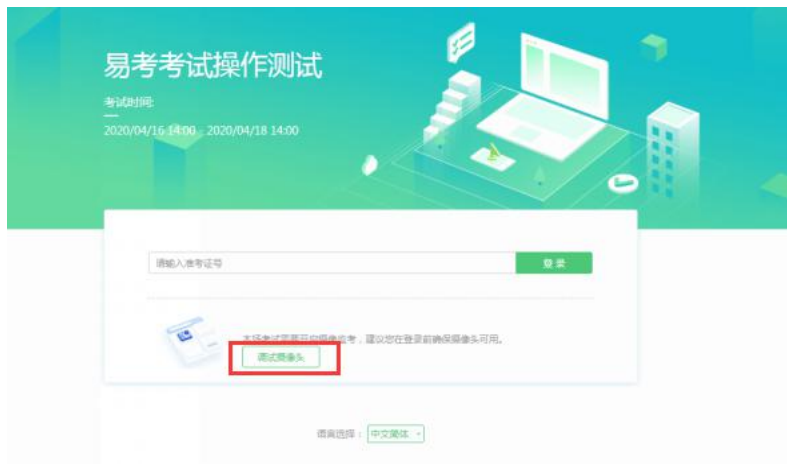 易考考试操作测试
考试时间:
2020/04/16 14:00 - 2020/04/18 14:00
请输入准考证号
登 录
本场考试需要开启摄像监考，建议您在登录前确保摄像头可用。
调试摄像头
语言选择： 中文简体